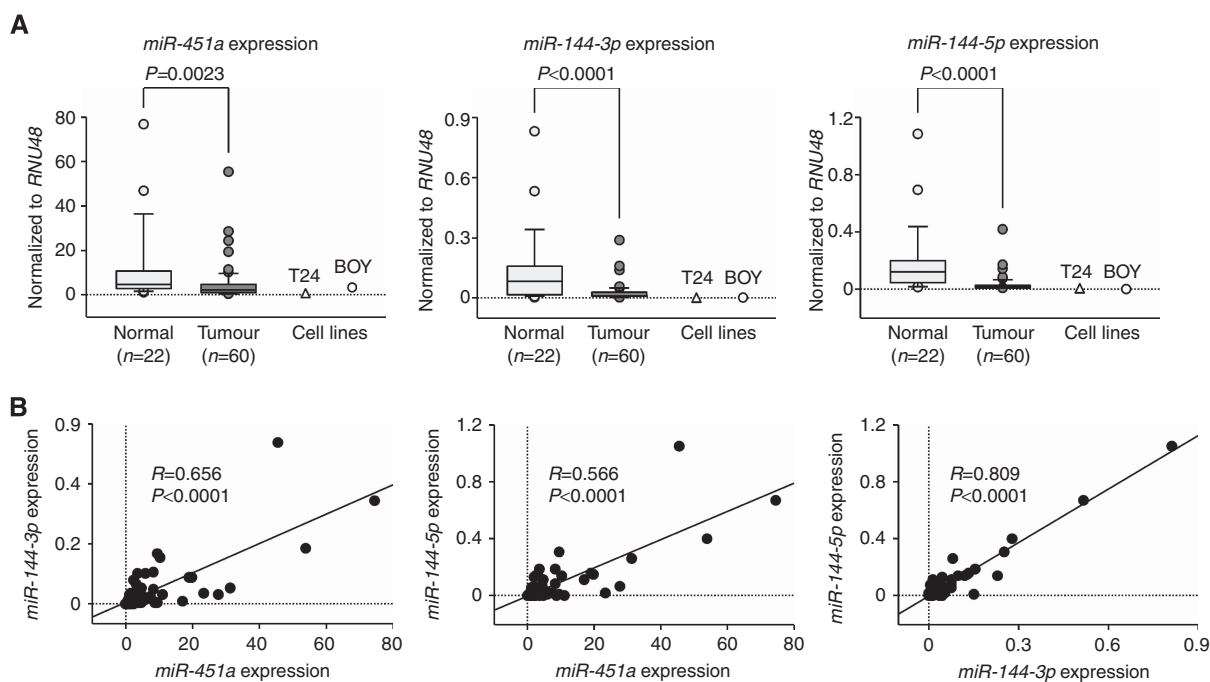 A
miR-451a expression
P=0.0023
Normalized to RNU48
80
60
40
20
0
T24
BOY
Normal
(n=22)
Tumour
(n=60)
Cell lines
miR-144-3p expression
P<0.0001
Normalized to RNU48
0.9
0.6
0.3
0
T24
BOY
Normal
(n=22)
Tumour
(n=60)
Cell lines
miR-144-5p expression
P<0.0001
Normalized to RNU48
1.2
0.8
0.4
0
T24
BOY
Normal
(n=22)
Tumour
(n=60)
Cell lines
B
miR-144-3p expression
0.9
0.4
0.2
0
R=0.656
P<0.0001
0
20
40
60
80
miR-451a expression
miR-144-5p expression
1.2
0.8
0.4
0
R=0.566
P<0.0001
0
20
40
60
80
miR-451a expression
miR-144-5p expression
1.2
0.8
0.4
0
R=0.809
P<0.0001
0
0.3
0.6
0.9
miR-144-3p expression